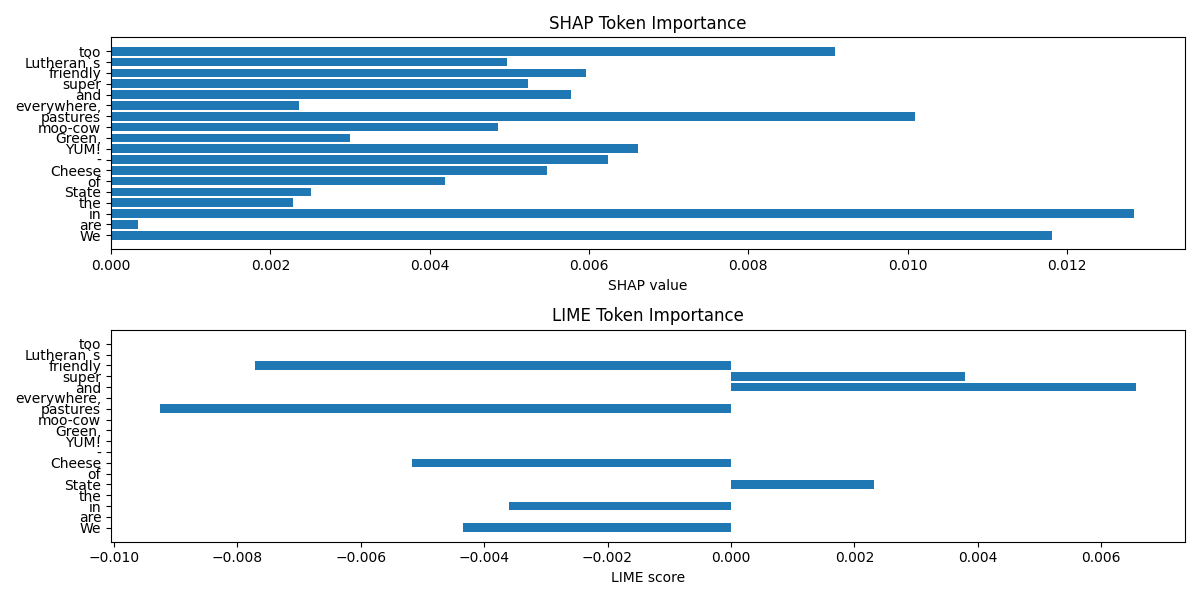 SHAP Token Importance
too
Lutheran`s
friendly
super
and
everywhere,
pastures
moo-cow
Green,
YUM!
-
Cheese
of
State
the
in
are
We
0.000 0.002 0.004 0.006 0.008 0.010 0.012
SHAP value
LIME Token Importance
too
Lutheran`s
friendly
super
and
everywhere,
pastures
moo-cow
Green,
YUM!
-
Cheese
of
State
the
in
are
We
−0.010 −0.008 −0.006 −0.004 −0.002 0.000 0.002 0.004 0.006
LIME score